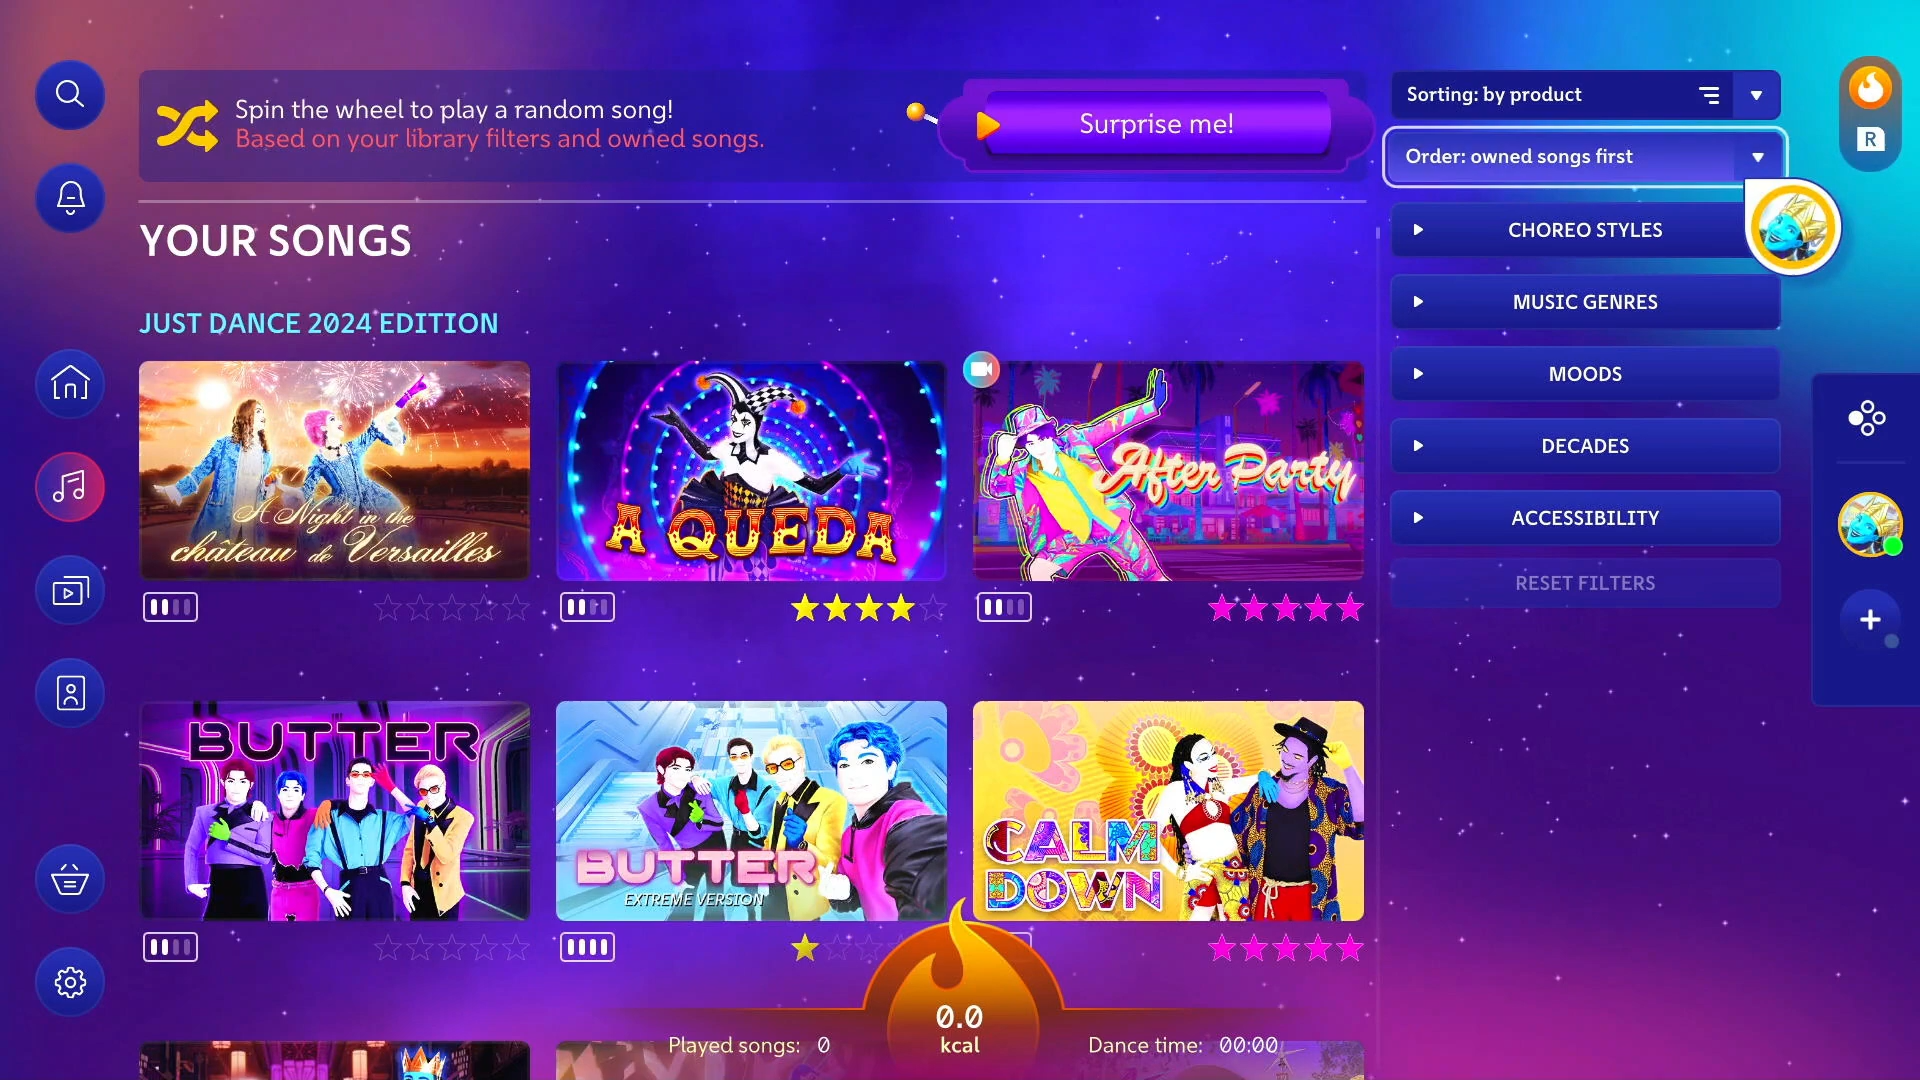 Spin the wheel to play a random song!
Based on your library filters and owned songs.
Surprise me!
Sorting: by product
Order: owned songs first
R
YOUR SONGS
CHOREO STYLES
MUSIC GENRES
JUST DANCE 2024 EDITION
MOODS
DECADES
ACCESSIBILITY
RESET FILTERS
A Night in the
château de Versailles
A QUEDA
After Party
BUTTER
BUTTER
EXTREME VERSION
CALM
DOWN
0.0
kcal
Played songs: 0
Dance time: 00:00